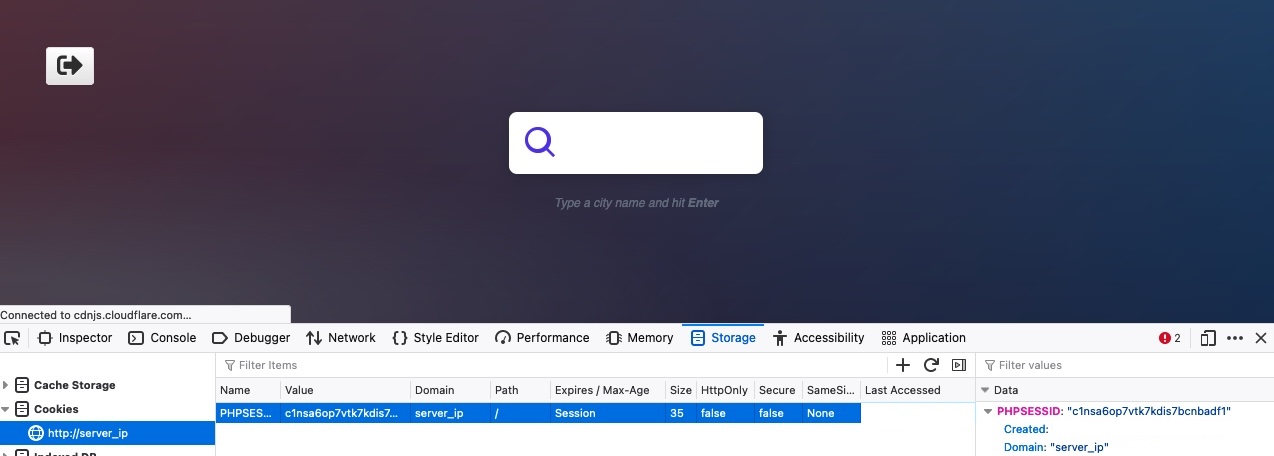 Type a city name and hit Enter
Connected to cdnjs.cloudflare.com...
Inspector Console Debugger Network Style Editor Performance Memory Storage Accessibility Application 2
Filter Items
Filter values
Cache Storage
Cookies
http://server_ip
Indexed DB
Name Value Domain Path Expires / Max-Age Size HttpOnly Secure SameSi... Last Accessed
PHPSES... c1nsa6op7vtk7kdis7... server_ip / Session 35 false false None
Data
PHPSESSID: "c1nsa6op7vtk7kdis7bcnbadf1"
Created:
Domain: "server_ip"